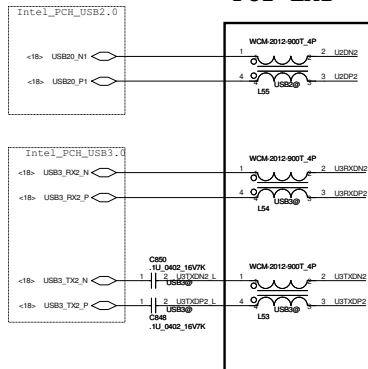 Intel_PCH_USB2.0
WCM-2012-900T_4P
<18> USB20_N1 1 2 U2DN2
<18> USB20_P1 4 3 U2DP2
USB2@
L55
Intel_PCH_USB3.0
WCM-2012-900T_4P
<18> USB3_RX2_N 1 2 U3RXDN2
<18> USB3_RX2_P 4 3 U3RXDP2
USB3@
L54
C850
.1U_0402_16V7K
WCM-2012-900T_4P
<18> USB3_TX2_N 1 2 U3TXDN2_L 1 2 U3TXDN2
USB3@
<18> USB3_TX2_P 1 2 U3TXDP2_L 4 3 U3TXDP2
USB3@ USB3@
C848 L53
.1U_0402_16V7K